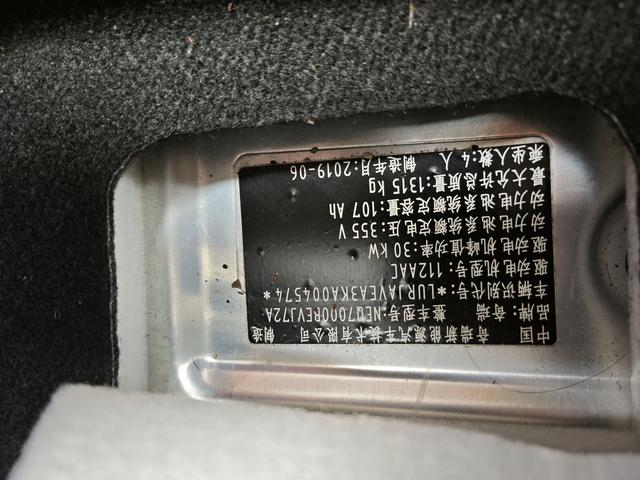 中国 奇瑞新能源汽车技术有限公司 制造
品牌:奇瑞 整车型号:NEQ7000BEVJ72A
车辆识别代号:*LURJAVEA3KA004574*
驱动电机型号:112AAC
驱动电机峰值功率:30 kW
动力电池系统额定电压:355 V
动力电池系统额定容量:107 Ah
最大允许总质量:1315 kg
乘坐人数:4 人 制造年月:2019-06